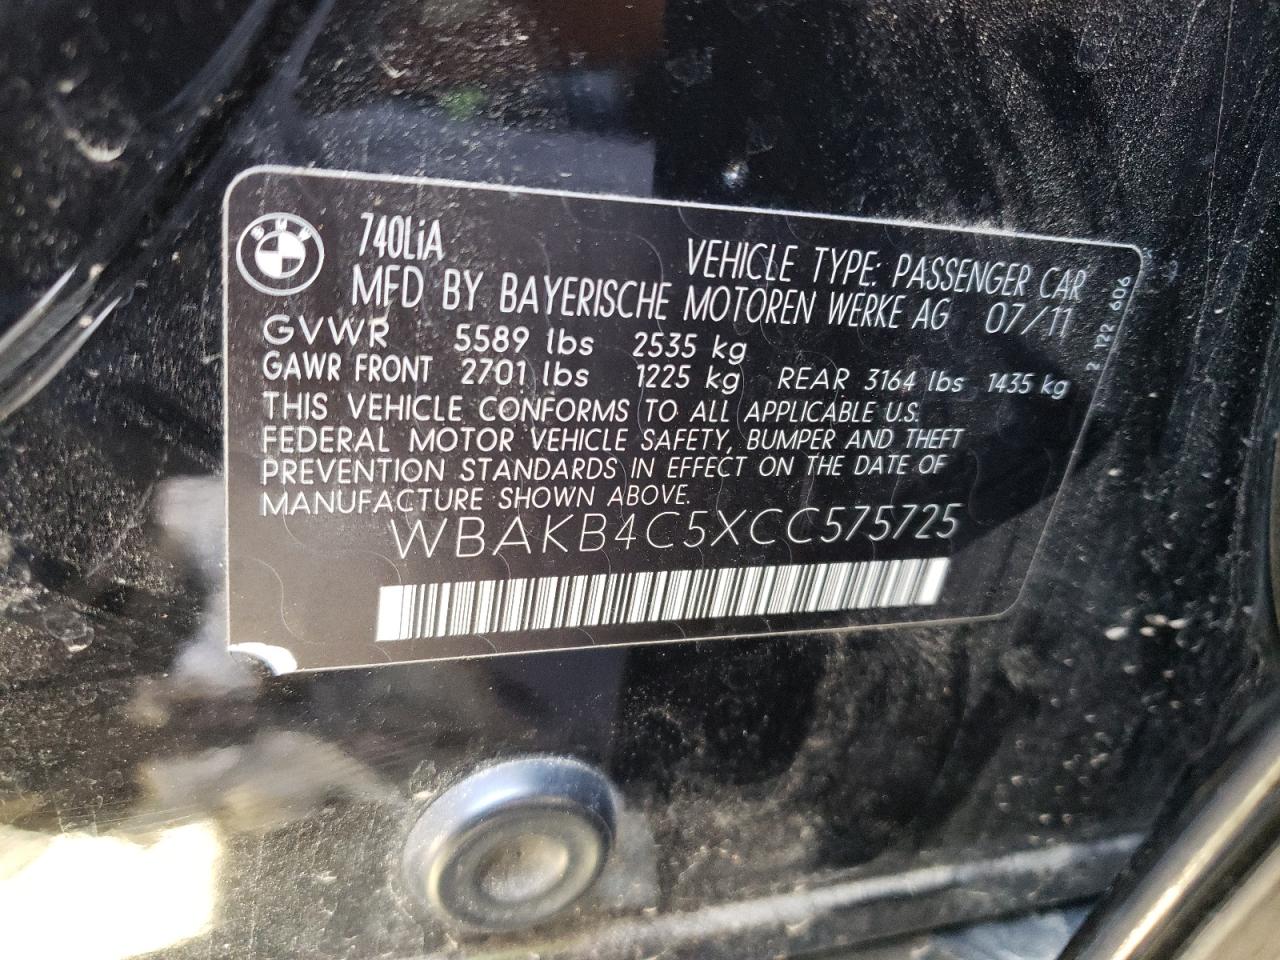 BMW
740LiA
VEHICLE TYPE: PASSENGER CAR
MFD BY BAYERISCHE MOTOREN WERKE AG 07/11
GVWR 5589 lbs 2535 kg
GAWR FRONT 2701 lbs 1225 kg REAR 3164 lbs 1435 kg
THIS VEHICLE CONFORMS TO ALL APPLICABLE U.S.
FEDERAL MOTOR VEHICLE SAFETY, BUMPER AND THEFT
PREVENTION STANDARDS IN EFFECT ON THE DATE OF
MANUFACTURE SHOWN ABOVE.
WBAKB4C5XCC575725
2 122 606